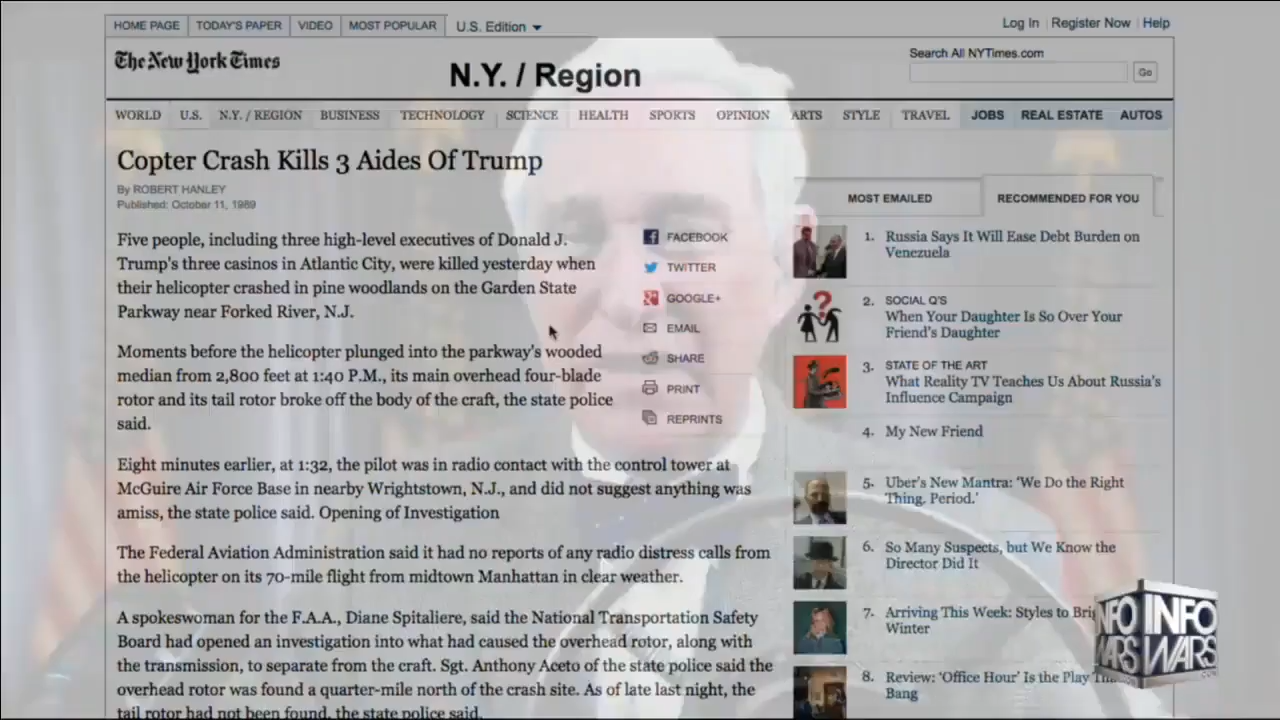 HOME PAGE TODAY'S PAPER VIDEO MOST POPULAR U.S. Edition
Log In Register Now Help
The New York Times
N.Y. / Region
Search All NYTimes.com
Go
WORLD U.S. N.Y. / REGION BUSINESS TECHNOLOGY SCIENCE HEALTH SPORTS OPINION ARTS STYLE TRAVEL JOBS REAL ESTATE AUTOS
Copter Crash Kills 3 Aides Of Trump
By ROBERT HANLEY
Published: October 11, 1989
Five people, including three high-level executives of Donald J.
Trump's three casinos in Atlantic City, were killed yesterday when
their helicopter crashed in pine woodlands on the Garden State
Parkway near Forked River, N.J.
Moments before the helicopter plunged into the parkway's wooded
median from 2,800 feet at 1:40 P.M., its main overhead four-blade
rotor and its tail rotor broke off the body of the craft, the state police
said.
Eight minutes earlier, at 1:32, the pilot was in radio contact with the control tower at
McGuire Air Force Base in nearby Wrightstown, N.J., and did not suggest anything was
amiss, the state police said. Opening of Investigation
The Federal Aviation Administration said it had no reports of any radio distress calls from
the helicopter on its 70-mile flight from midtown Manhattan in clear weather.
A spokeswoman for the F.A.A., Diane Spitaliere, said the National Transportation Safety
Board had opened an investigation into what had caused the overhead rotor, along with
the transmission, to separate from the craft. Sgt. Anthony Aceto of the state police said the
overhead rotor was found a quarter-mile north of the crash site. As of late last night, the
tail rotor had not been found, the state police said.
FACEBOOK
TWITTER
GOOGLE+
EMAIL
SHARE
PRINT
REPRINTS
MOST EMAILED RECOMMENDED FOR YOU
1. Russia Says It Will Ease Debt Burden on
Venezuela
2. SOCIAL Q'S
When Your Daughter Is So Over Your
Friend's Daughter
3. STATE OF THE ART
What Reality TV Teaches Us About Russia's
Influence Campaign
4. My New Friend
5. Uber's New Mantra: 'We Do the Right
Thing. Period.'
6. So Many Suspects, but We Know the
Director Did It
7. Arriving This Week: Styles to
Winter
8. Review: 'Office Hour' Is the Play
Bang
INFO
WARS